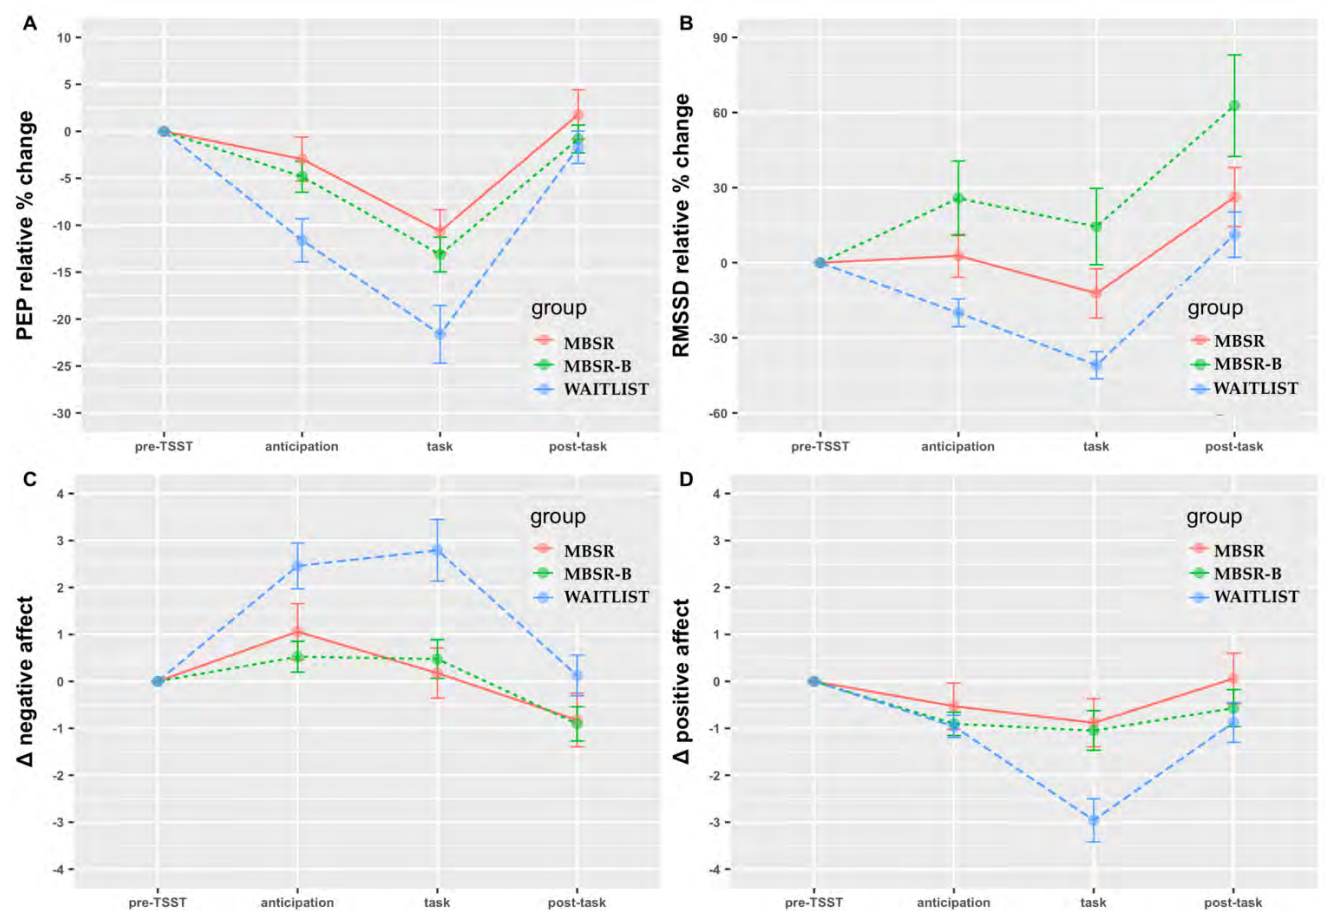 A
PEP relative % change
10
5
0
-5
-10
-15
-20
-25
-30
group
MBSR
MBSR-B
WAITLIST
pre-TSST anticipation task post-task
B
RMSSD relative % change
90
60
30
0
-30
-60
group
MBSR
MBSR-B
WAITLIST
pre-TSST anticipation task post-task
C
Δ negative affect
4
3
2
1
0
-1
-2
-3
-4
group
MBSR
MBSR-B
WAITLIST
pre-TSST anticipation task post-task
D
Δ positive affect
4
3
2
1
0
-1
-2
-3
-4
group
MBSR
MBSR-B
WAITLIST
pre-TSST anticipation task post-task